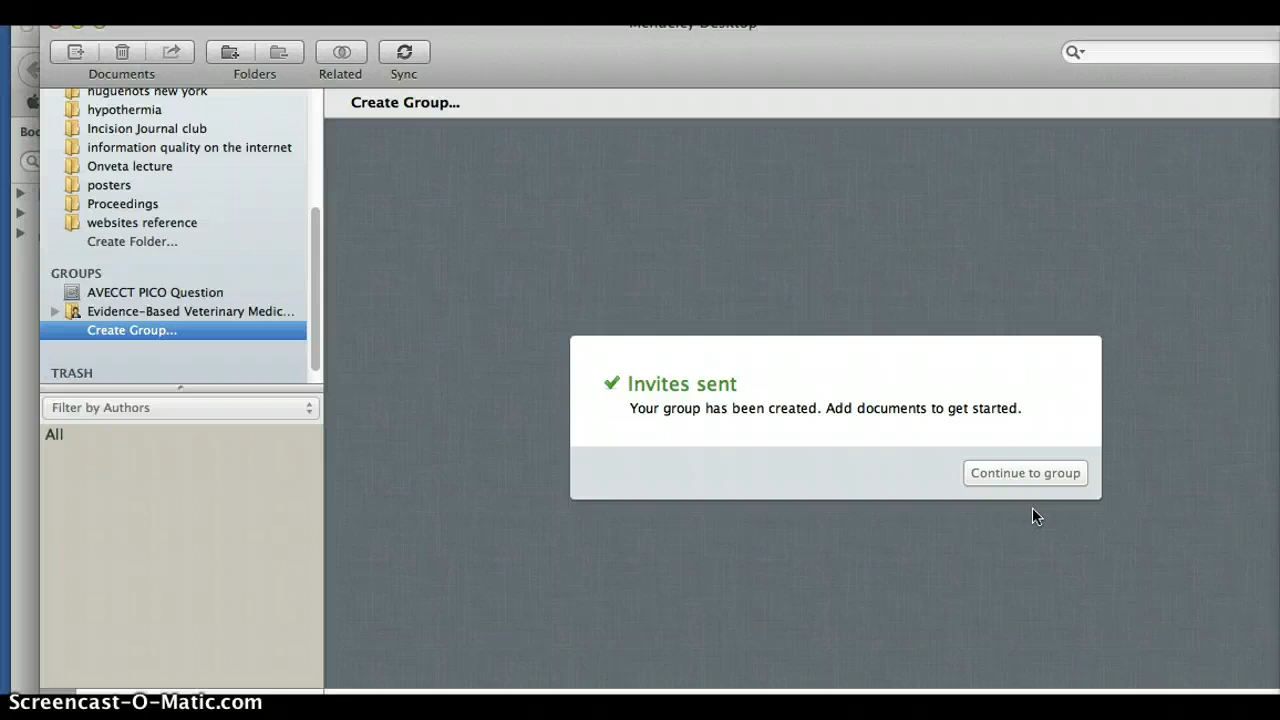 Mendeley Desktop
Documents
Folders
Related
Sync
Create Group...
Boo
huguenots new york
hypothermia
Incision Journal club
information quality on the internet
Onveta lecture
posters
Proceedings
websites reference
Create Folder...
GROUPS
AVECCT PICO Question
Evidence-Based Veterinary Medic...
Create Group...
TRASH
Filter by Authors
All
Invites sent
Your group has been created. Add documents to get started.
Continue to group
Screencast-O-Matic.com